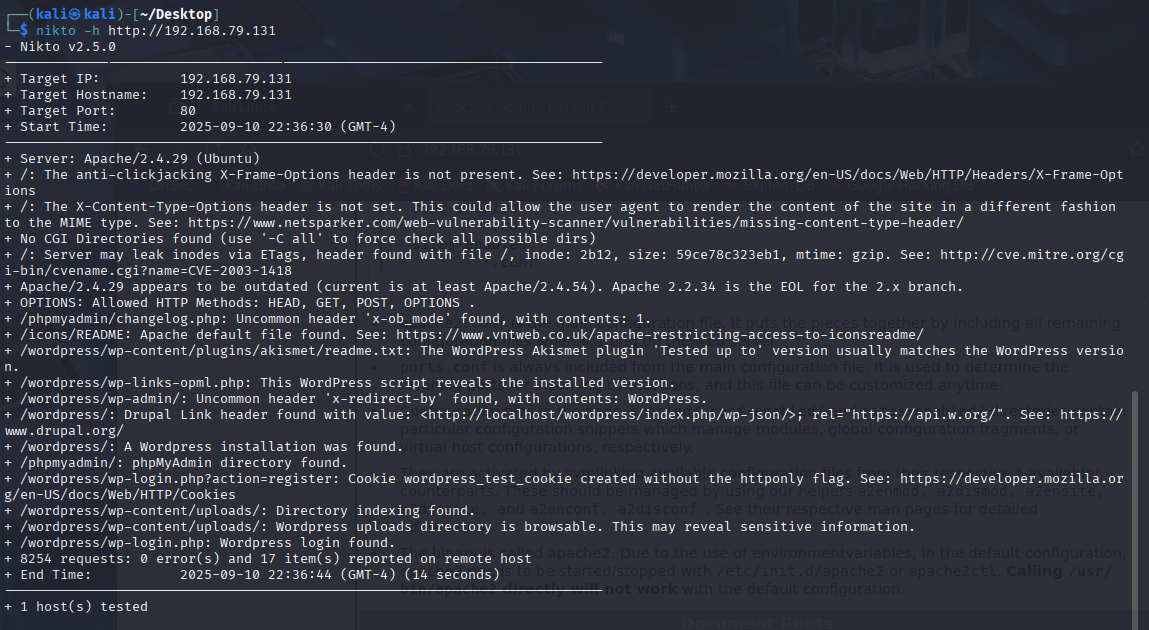 (kali㉿kali)-[~/Desktop]
$ nikto -h http://192.168.79.131
- Nikto v2.5.0
+ Target IP:          192.168.79.131
+ Target Hostname:    192.168.79.131
+ Target Port:        80
+ Start Time:         2025-09-10 22:36:30 (GMT-4)
+ Server: Apache/2.4.29 (Ubuntu)
+ /: The anti-clickjacking X-Frame-Options header is not present. See: https://developer.mozilla.org/en-US/docs/Web/HTTP/Headers/X-Frame-Opt
ions
+ /: The X-Content-Type-Options header is not set. This could allow the user agent to render the content of the site in a different fashion
to the MIME type. See: https://www.netsparker.com/web-vulnerability-scanner/vulnerabilities/missing-content-type-header/
+ No CGI Directories found (use '-C all' to force check all possible dirs)
+ /: Server may leak inodes via ETags, header found with file /, inode: 2b12, size: 59ce78c323eb1, mtime: gzip. See: http://cve.mitre.org/cg
i-bin/cvename.cgi?name=CVE-2003-1418
+ Apache/2.4.29 appears to be outdated (current is at least Apache/2.4.54). Apache 2.2.34 is the EOL for the 2.x branch.
+ OPTIONS: Allowed HTTP Methods: HEAD, GET, POST, OPTIONS .
+ /phpmyadmin/changelog.php: Uncommon header 'x-ob_mode' found, with contents: 1.
+ /icons/README: Apache default file found. See: https://www.vntweb.co.uk/apache-restricting-access-to-iconsreadme/
+ /wordpress/wp-content/plugins/akismet/readme.txt: The WordPress Akismet plugin 'Tested up to' version usually matches the WordPress versio
n.
+ /wordpress/wp-links-opml.php: This WordPress script reveals the installed version.
+ /wordpress/wp-admin/: Uncommon header 'x-redirect-by' found, with contents: WordPress.
+ /wordpress/: Drupal Link header found with value: <http://localhost/wordpress/index.php/wp-json/>; rel="https://api.w.org/". See: https://
www.drupal.org/
+ /wordpress/: A Wordpress installation was found.
+ /phpmyadmin/: phpMyAdmin directory found.
+ /wordpress/wp-login.php?action=register: Cookie wordpress_test_cookie created without the httponly flag. See: https://developer.mozilla.or
g/en-US/docs/Web/HTTP/Cookies
+ /wordpress/wp-content/uploads/: Directory indexing found.
+ /wordpress/wp-content/uploads/: Wordpress uploads directory is browsable. This may reveal sensitive information.
+ /wordpress/wp-login.php: Wordpress login found.
+ 8254 requests: 0 error(s) and 17 item(s) reported on remote host
+ End Time:           2025-09-10 22:36:44 (GMT-4) (14 seconds)
+ 1 host(s) tested